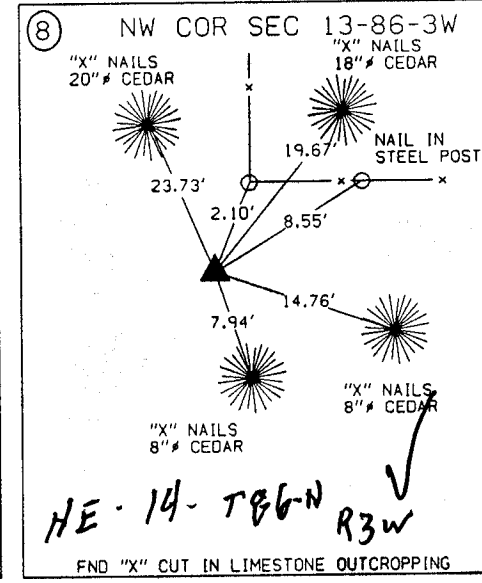 8 NW COR SEC 13-86-3W
"X" NAILS
20"ø CEDAR
"X" NAILS
18"ø CEDAR
NAIL IN
STEEL POST
19.67'
23.73'
2.10'
8.55'
14.76'
7.94'
"X" NAILS
8"ø CEDAR
"X" NAILS
8"ø CEDAR
NE - 14 - T86-N R3W
FND "X" CUT IN LIMESTONE OUTCROPPING